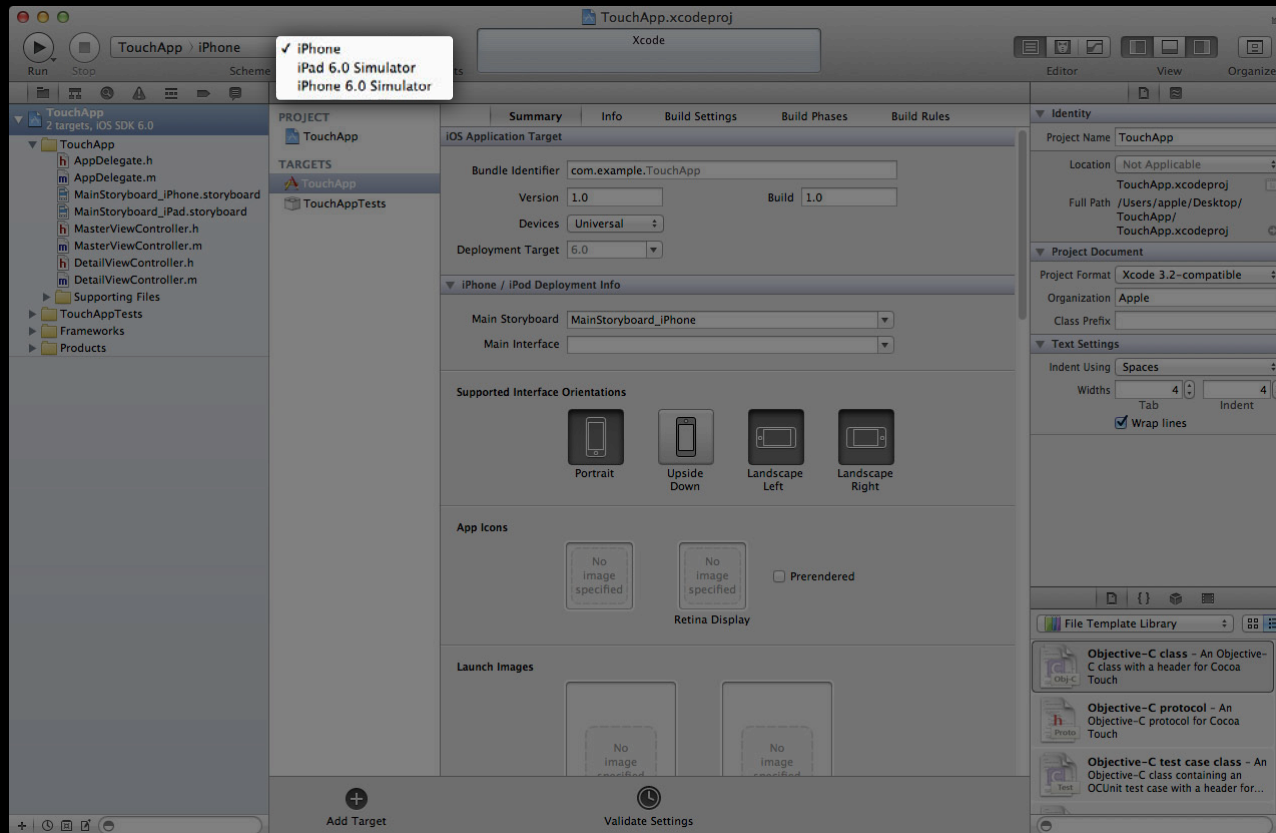 TouchApp.xcodeproj
TouchApp 〉 iPhone
✓ iPhone
iPad 6.0 Simulator
iPhone 6.0 Simulator
Xcode
Run
Stop
Scheme
Editor
View
Organize
TouchApp
2 targets, iOS SDK 6.0
TouchApp
AppDelegate.h
AppDelegate.m
MainStoryboard_iPhone.storyboard
MainStoryboard_iPad.storyboard
MasterViewController.h
MasterViewController.m
DetailViewController.h
DetailViewController.m
Supporting Files
TouchAppTests
Frameworks
Products
PROJECT
TouchApp
TARGETS
TouchApp
TouchAppTests
Summary
Info
Build Settings
Build Phases
Build Rules
iOS Application Target
Bundle Identifier com.example.TouchApp
Version 1.0 Build 1.0
Devices Universal
Deployment Target 6.0
iPhone / iPod Deployment Info
Main Storyboard MainStoryboard_iPhone
Main Interface
Supported Interface Orientations
Portrait
Upside
Down
Landscape
Left
Landscape
Right
App Icons
No
image
specified
No
image
specified
Prerendered
Retina Display
Launch Images
No
image
specified
No
image
specified
Add Target
Validate Settings
Identity
Project Name TouchApp
Location Not Applicable
TouchApp.xcodeproj
Full Path /Users/apple/Desktop/
TouchApp/
TouchApp.xcodeproj
Project Document
Project Format Xcode 3.2-compatible
Organization Apple
Class Prefix
Text Settings
Indent Using Spaces
Widths 4 4
Tab Indent
Wrap lines
File Template Library
Objective-C class - An Objective-
C class with a header for Cocoa
Touch
Objective-C protocol - An
Objective-C protocol for Cocoa
Touch
Objective-C test case class - An
Objective-C class containing an
OCUnit test case with a header for...